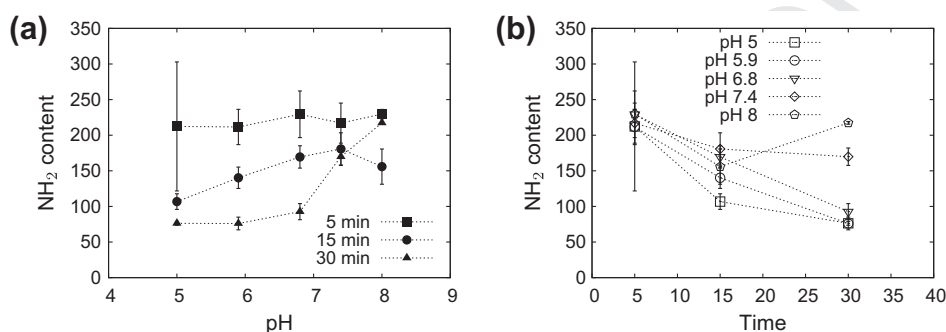 (a)
NH2 content
350
300
250
200
150
100
50
0
4 5 6 7 8 9
pH
5 min
15 min
30 min
(b)
NH2 content
350
300
250
200
150
100
50
0
0 5 10 15 20 25 30 35 40
Time
pH 5
pH 5.9
pH 6.8
pH 7.4
pH 8